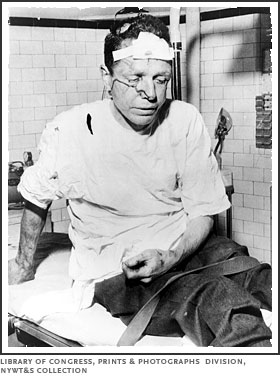 LIBRARY OF CONGRESS, PRINTS & PHOTOGRAPHS DIVISION,
NYWT&S COLLECTION